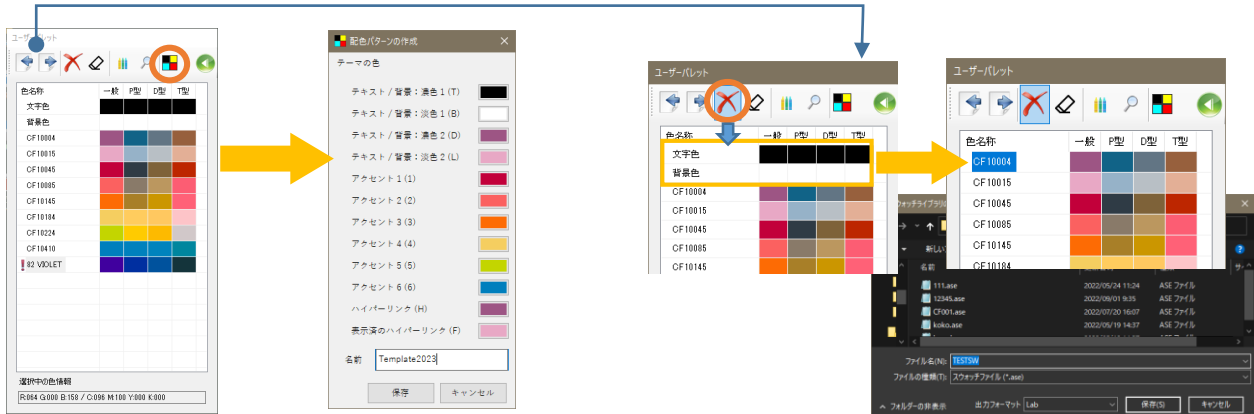 ユーザーパレット
色名称 一般 P型 D型 T型
文字色
背景色
CF10004
CF10015
CF10045
CF10085
CF10145
CF10184
CF10224
CF10410
82 VIOLET
選択中の色情報
R:064 G:000 B:158 / C:096 M:100 Y:000 K:000
配色パターンの作成
テーマの色
テキスト / 背景 : 濃色 1 (T)
テキスト / 背景 : 淡色 1 (B)
テキスト / 背景 : 濃色 2 (D)
テキスト / 背景 : 淡色 2 (L)
アクセント 1 (1)
アクセント 2 (2)
アクセント 3 (3)
アクセント 4 (4)
アクセント 5 (5)
アクセント 6 (6)
ハイパーリンク (H)
表示済のハイパーリンク (F)
名前 Template2023
保存 キャンセル
ユーザーパレット
色名称 一般 P型 D型 T型
文字色
背景色
CF10004
CF10015
CF10045
CF10085
CF10145
ユーザーパレット
色名称 一般 P型 D型 T型
CF10004
CF10015
CF10045
CF10085
CF10145
CF10184
ウォッチライブラリの
新しい
名前
111.ase 2022/05/24 11:24 ASE ファイル
12345.ase 2022/09/01 9:35 ASE ファイル
CF001.ase 2022/07/20 16:07 ASE ファイル
koko.ase 2022/05/19 14:37 ASE ファイル
ファイル名(N): TESTSW
ファイルの種類(T): スウォッチファイル (*.ase)
フォルダーの非表示 出力フォーマット Lab 保存(S) キャンセル